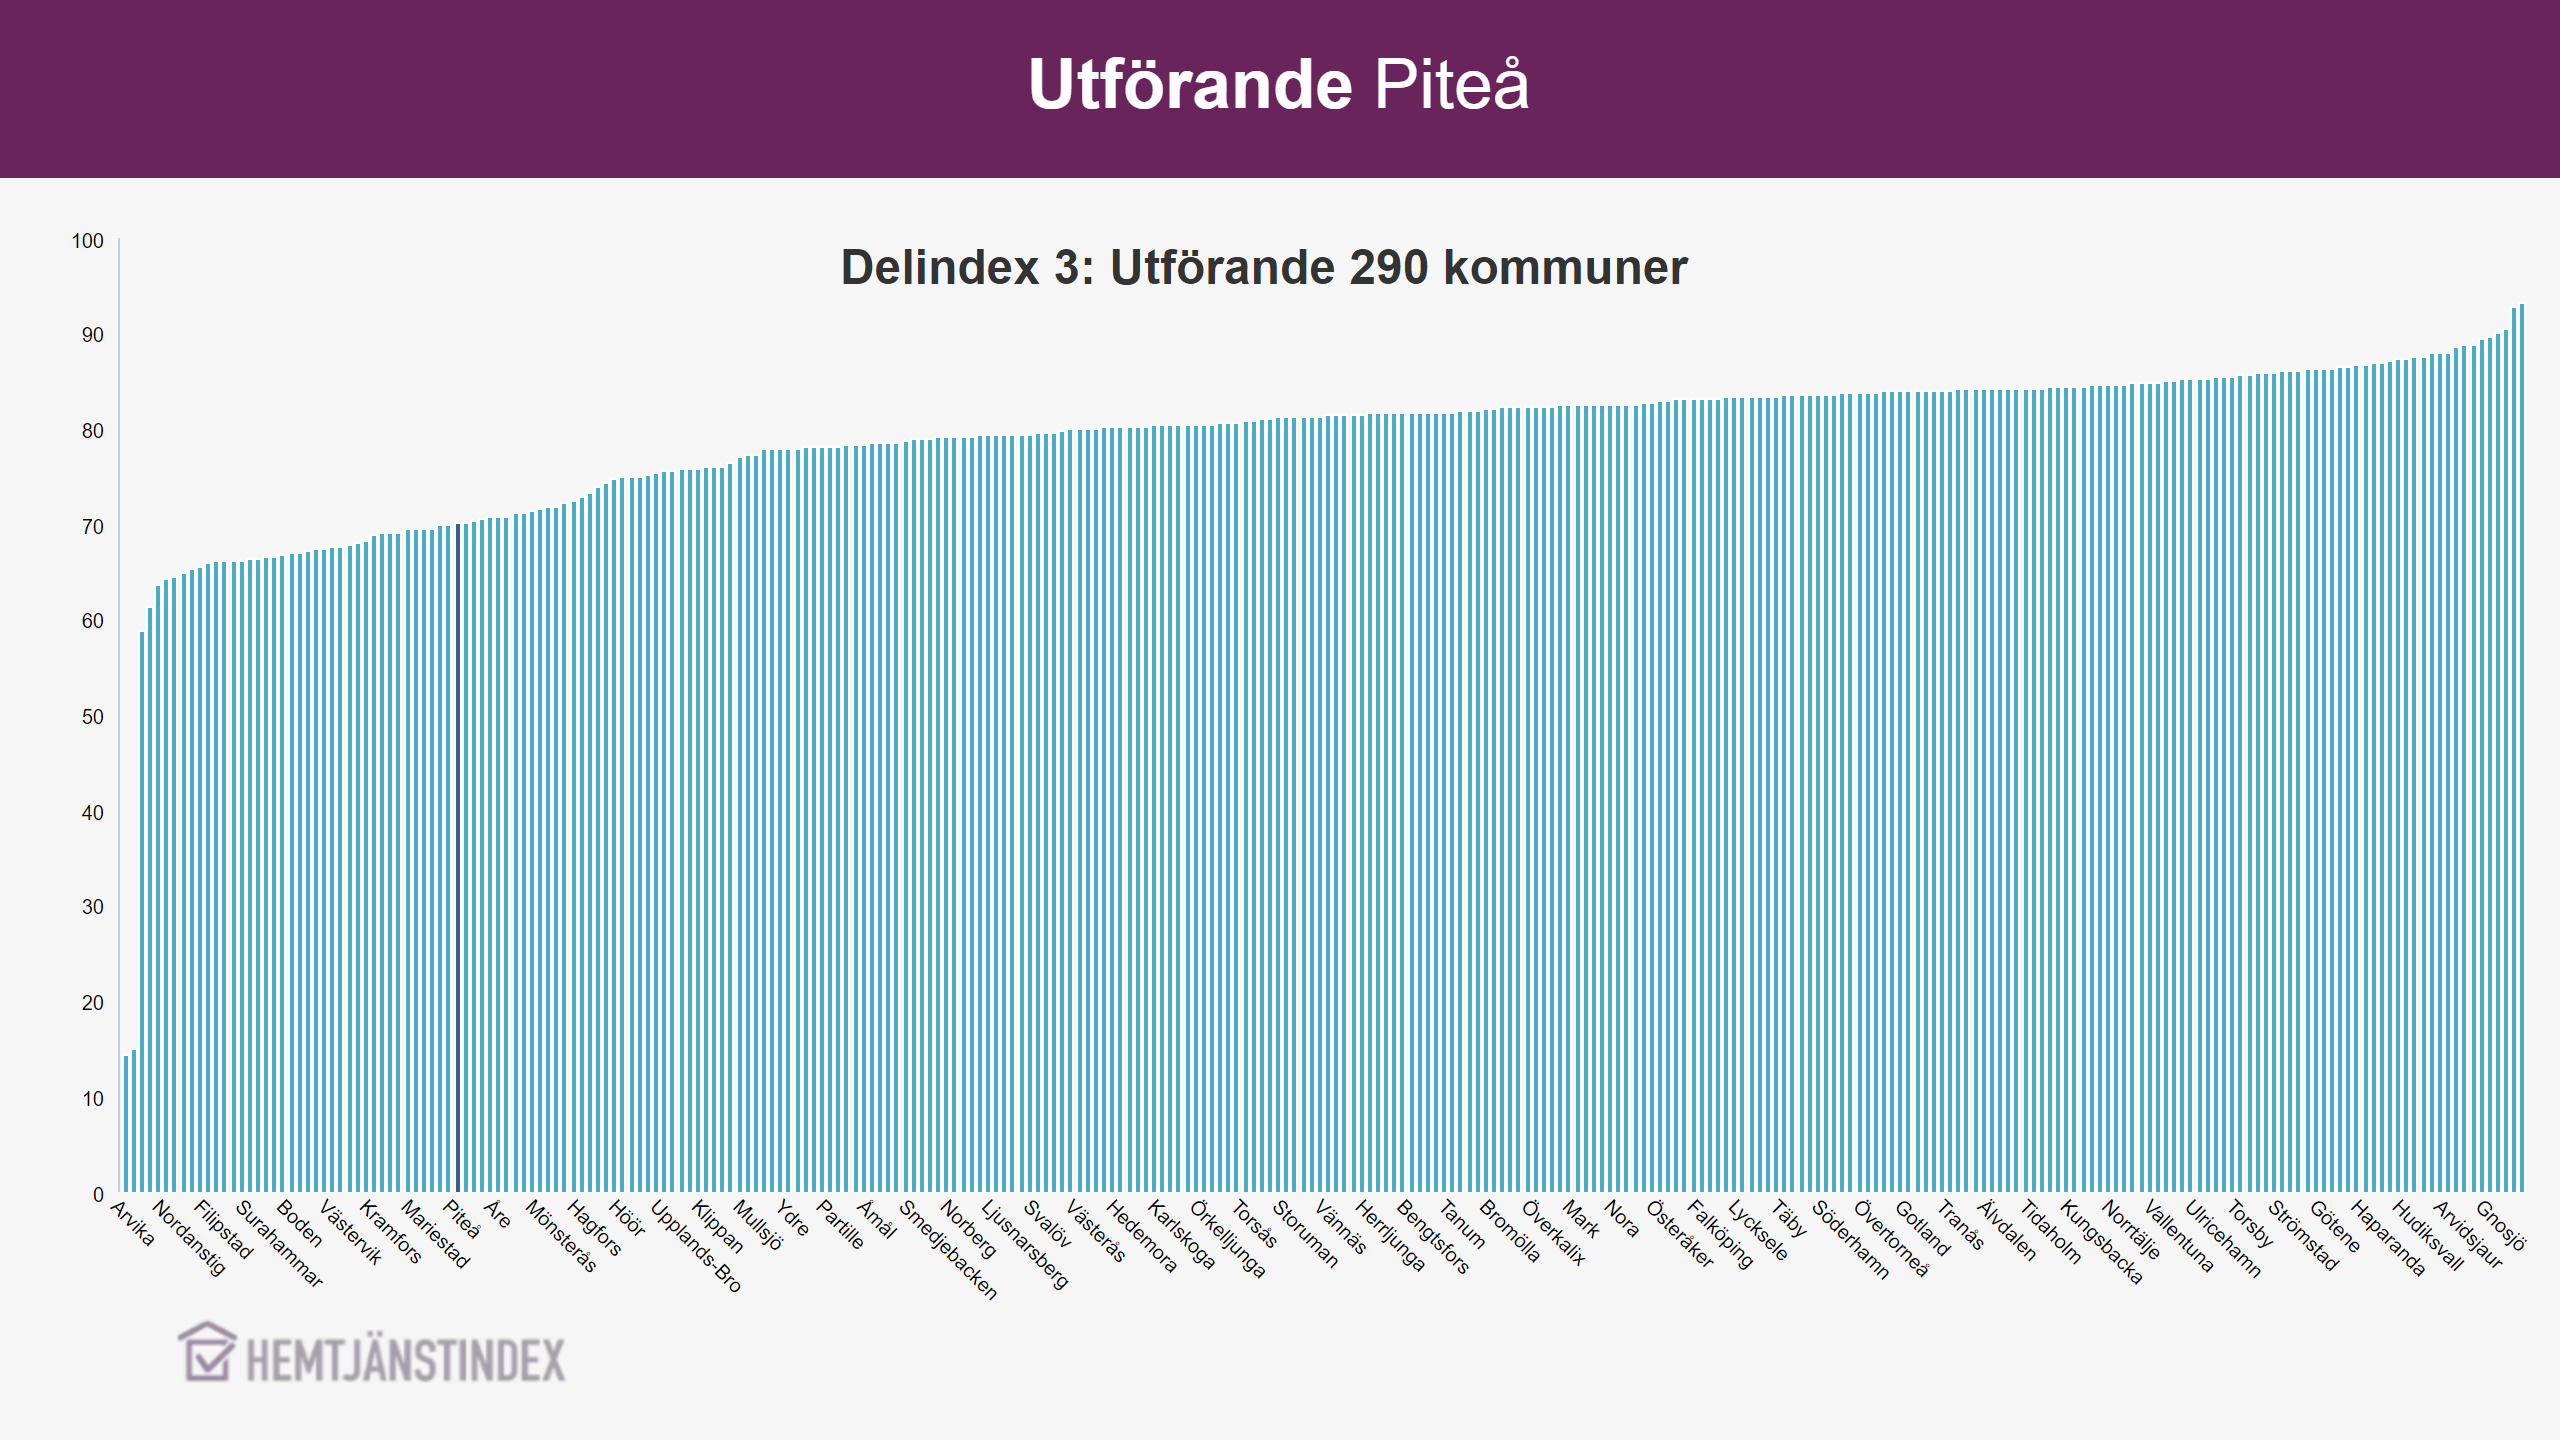 Utförande Piteå
Delindex 3: Utförande 290 kommuner
100
90
80
70
60
50
40
30
20
10
0
Arvika
Nordanstig
Filipstad
Surahammar
Boden
Västervik
Kramfors
Mariestad
Piteå
Åre
Mönsterås
Hagfors
Höör
Upplands-Bro
Klippan
Mullsjö
Ydre
Partille
Åmål
Smedjebacken
Norberg
Ljusnarsberg
Svalöv
Västerås
Hedemora
Karlskoga
Örkelljunga
Torsås
Storuman
Vännäs
Herrljunga
Bengtsfors
Tanum
Bromölla
Överkalix
Mark
Nora
Österåker
Falköping
Lycksele
Täby
Söderhamn
Övertorneå
Gotland
Tranås
Älvdalen
Tidaholm
Kungsbacka
Norrtälje
Vallentuna
Ulricehamn
Torsby
Strömstad
Götene
Haparanda
Hudiksvall
Arvidsjaur
Gnosjö
HEMTJÄNSTINDEX